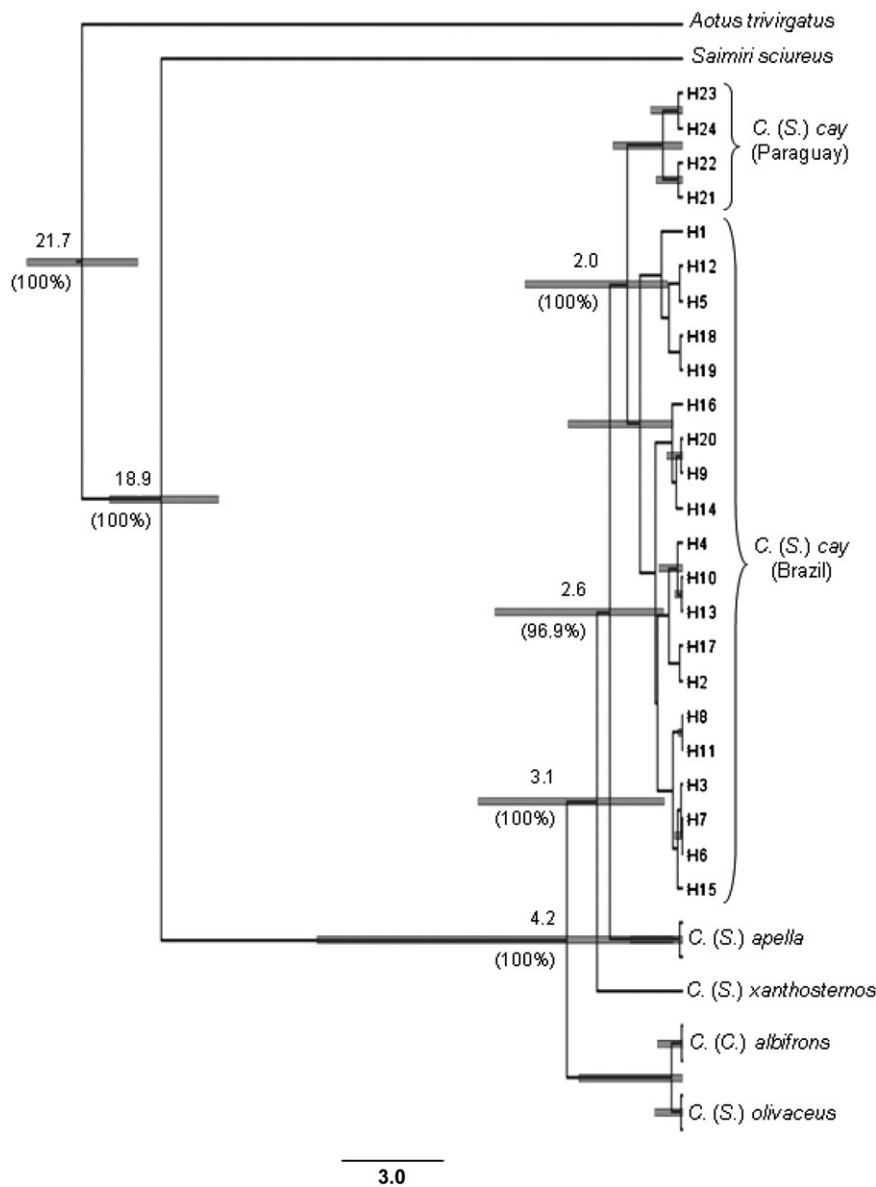 Aotus trivirgatus
Saimiri sciureus
H23
H24
H22
H21
C. (S.) cay
(Paraguay)
21.7
(100%)
2.0
(100%)
H1
H12
H5
H18
H19
H16
H20
H9
H14
18.9
(100%)
H4
H10
H13
H17
H2
H8
H11
H3
H7
H6
H15
C. (S.) cay
(Brazil)
2.6
(96.9%)
3.1
(100%)
4.2
(100%)
C. (S.) apella
C. (S.) xanthosternos
C. (C.) albifrons
C. (S.) olivaceus
3.0